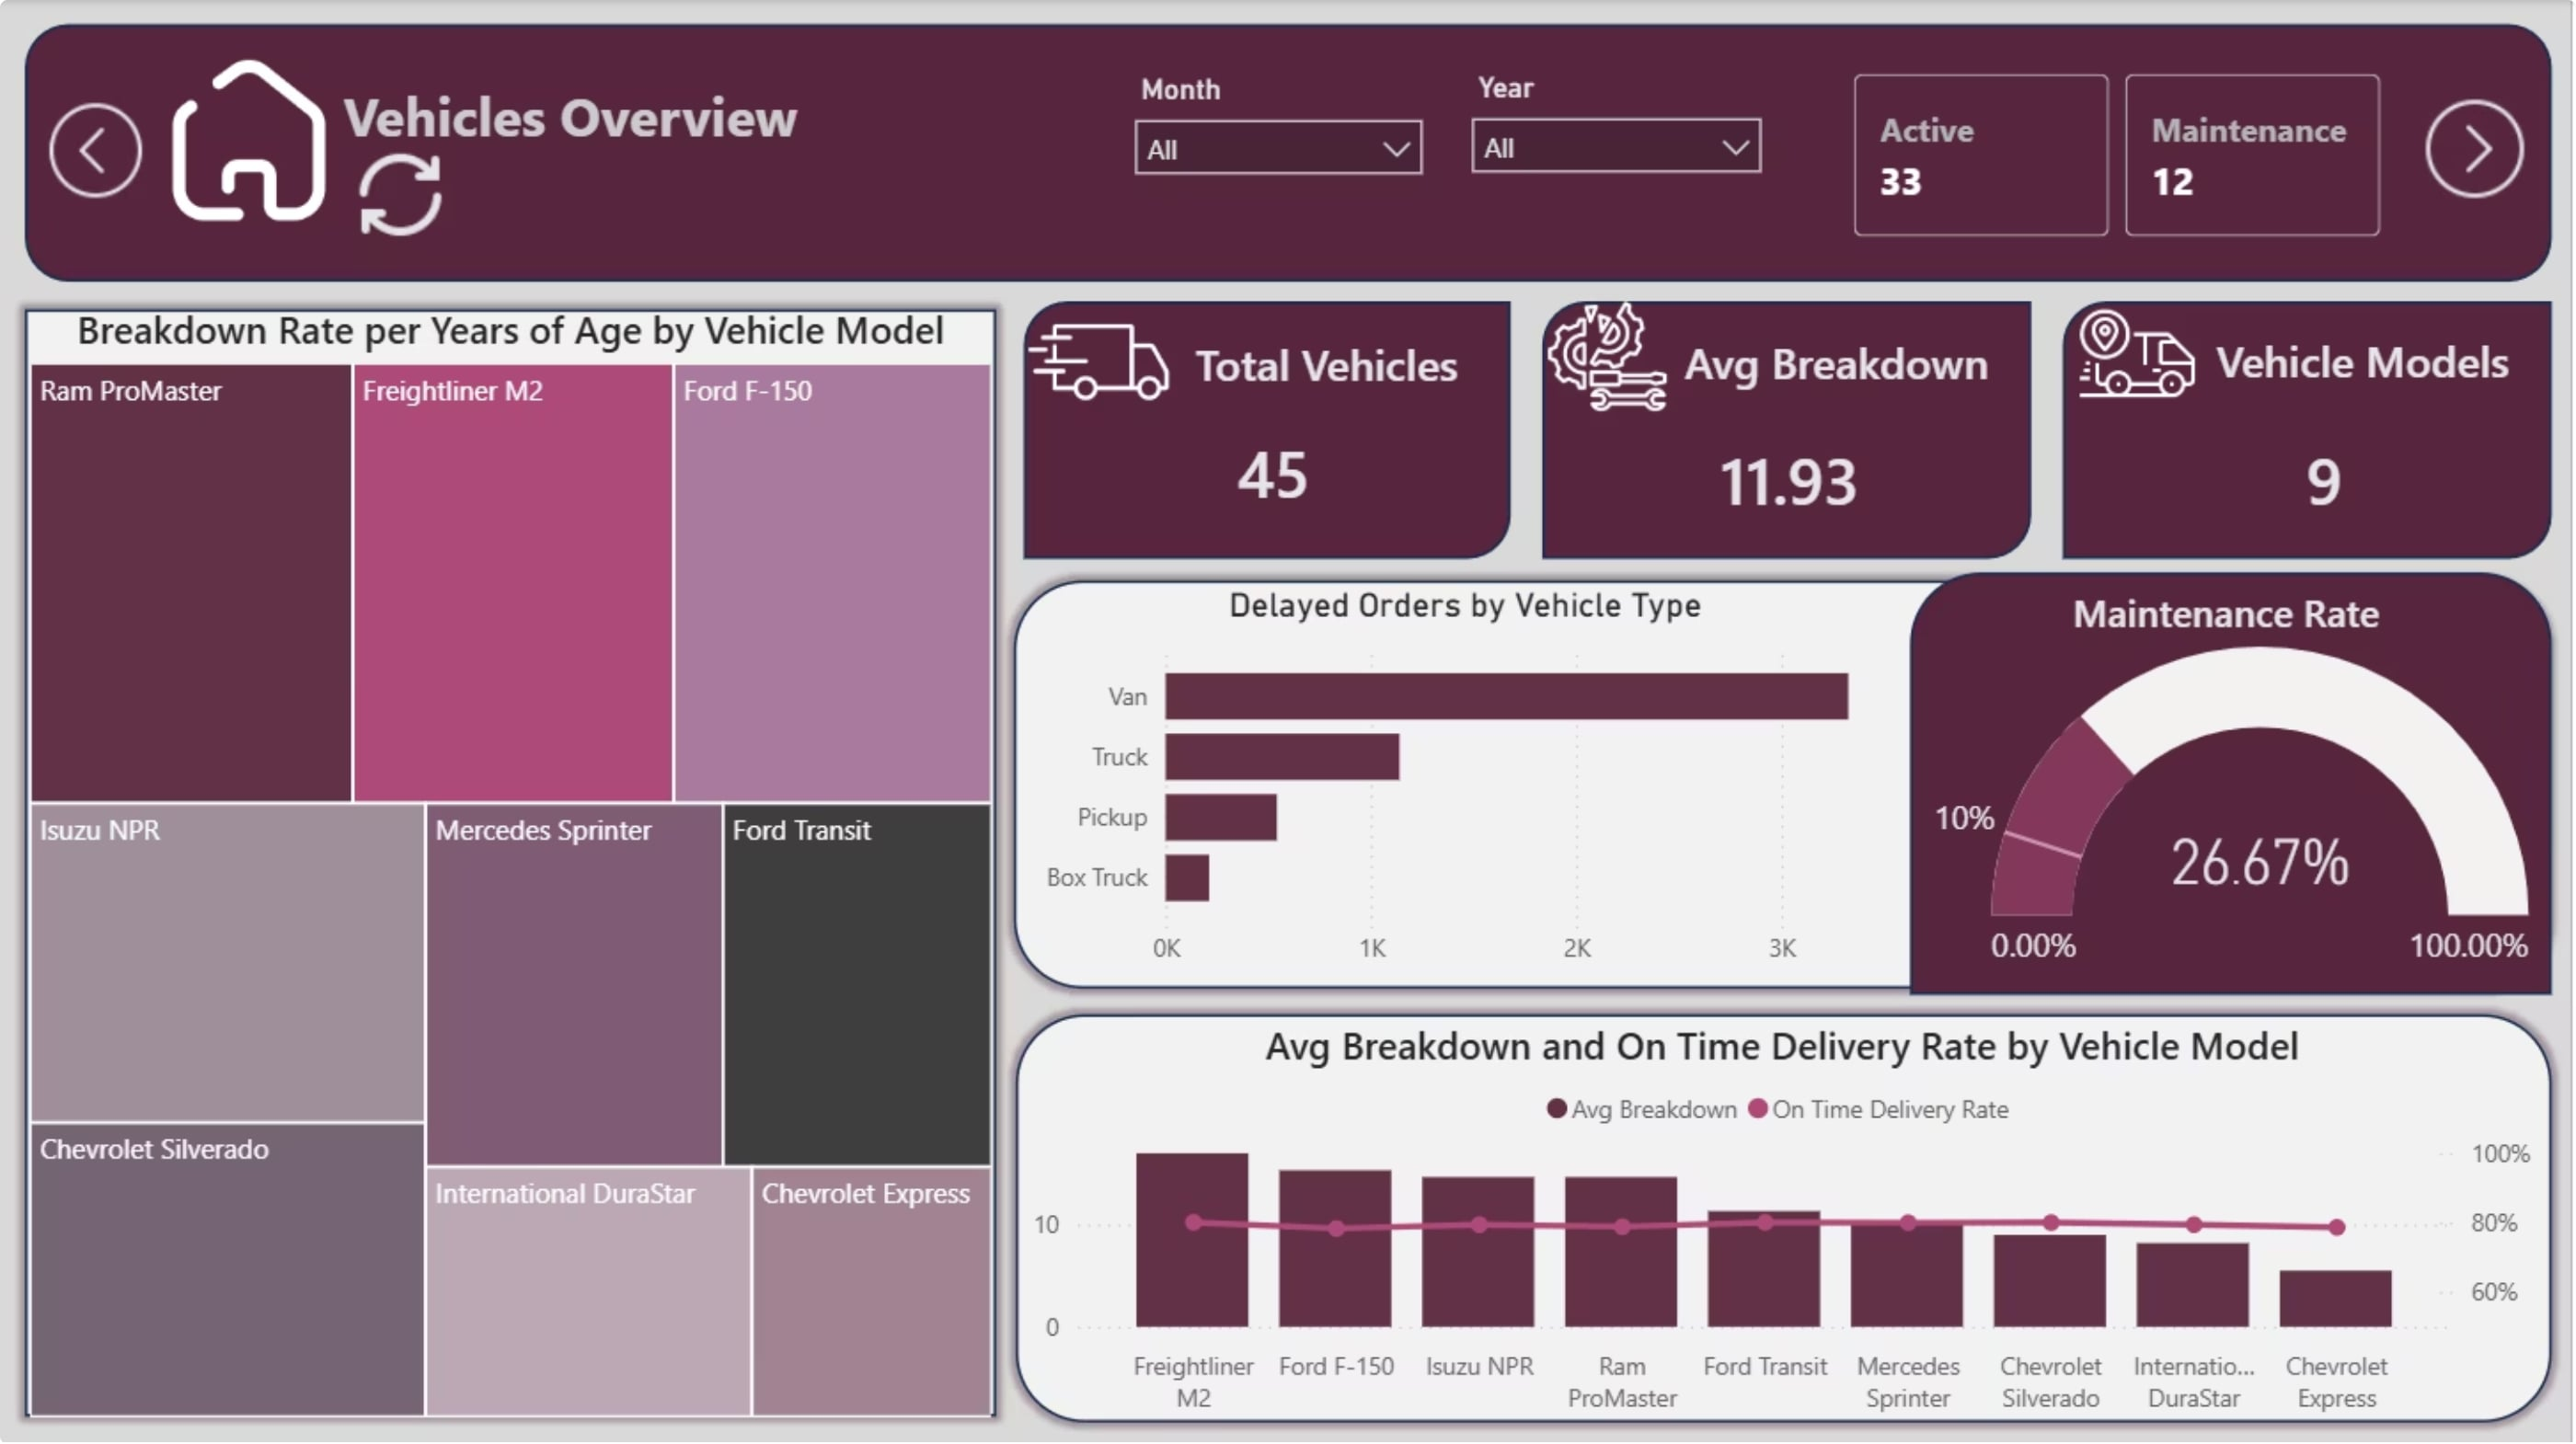 Vehicles Overview
Month
All
Year
All
Active
33
Maintenance
12
Breakdown Rate per Years of Age by Vehicle Model
Ram ProMaster
Freightliner M2
Ford F-150
Isuzu NPR
Mercedes Sprinter
Ford Transit
Chevrolet Silverado
International DuraStar
Chevrolet Express
Total Vehicles
45
Avg Breakdown
11.93
Vehicle Models
9
Delayed Orders by Vehicle Type
Van
Truck
Pickup
Box Truck
0K 1K 2K 3K
Maintenance Rate
10%
26.67%
0.00% 100.00%
Avg Breakdown and On Time Delivery Rate by Vehicle Model
Avg Breakdown On Time Delivery Rate
10
0
100%
80%
60%
Freightliner M2
Ford F-150
Isuzu NPR
Ram ProMaster
Ford Transit
Mercedes Sprinter
Chevrolet Silverado
Internatio... DuraStar
Chevrolet Express